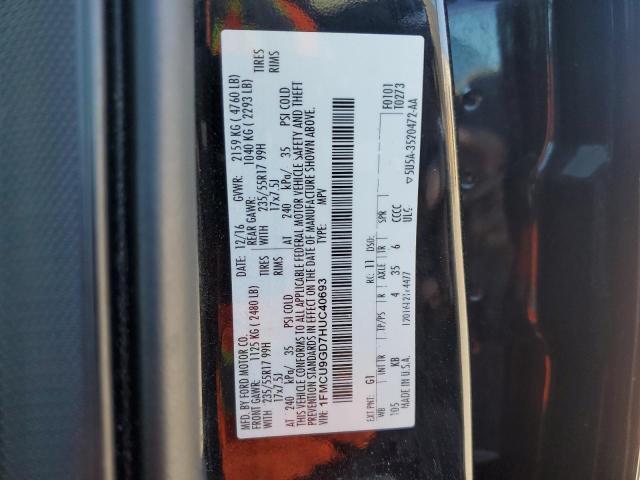 MFD. BY FORD MOTOR CO.
DATE: 12/16 GVWR: 2159 KG ( 4760 LB)
FRONT GAWR: 1125 KG ( 2480 LB) REAR GAWR: 1040 KG ( 2293 LB)
235/55R17 99H TIRES WITH 235/55R17 99H TIRES
17x7.5J RIMS 17x7.5J RIMS
AT 240 kPa/ 35 PSI COLD AT 240 kPa/ 35 PSI COLD
THIS VEHICLE CONFORMS TO ALL APPLICABLE FEDERAL MOTOR VEHICLE SAFETY AND THEFT
PREVENTION STANDARDS IN EFFECT ON THE DATE OF MANUFACTURE SHOWN ABOVE.
VIN: 1FMCU9GD7HUC40693 TYPE: MPV
F0101
T0273
EXT PNT: G1 RC: 11 DSO:
WB INT TR TP/PS R AXLE TR SPR
105 KB 4 35 6 CCCC
ULC
MADE IN U.S.A.
▽5U5A-3520472-AA